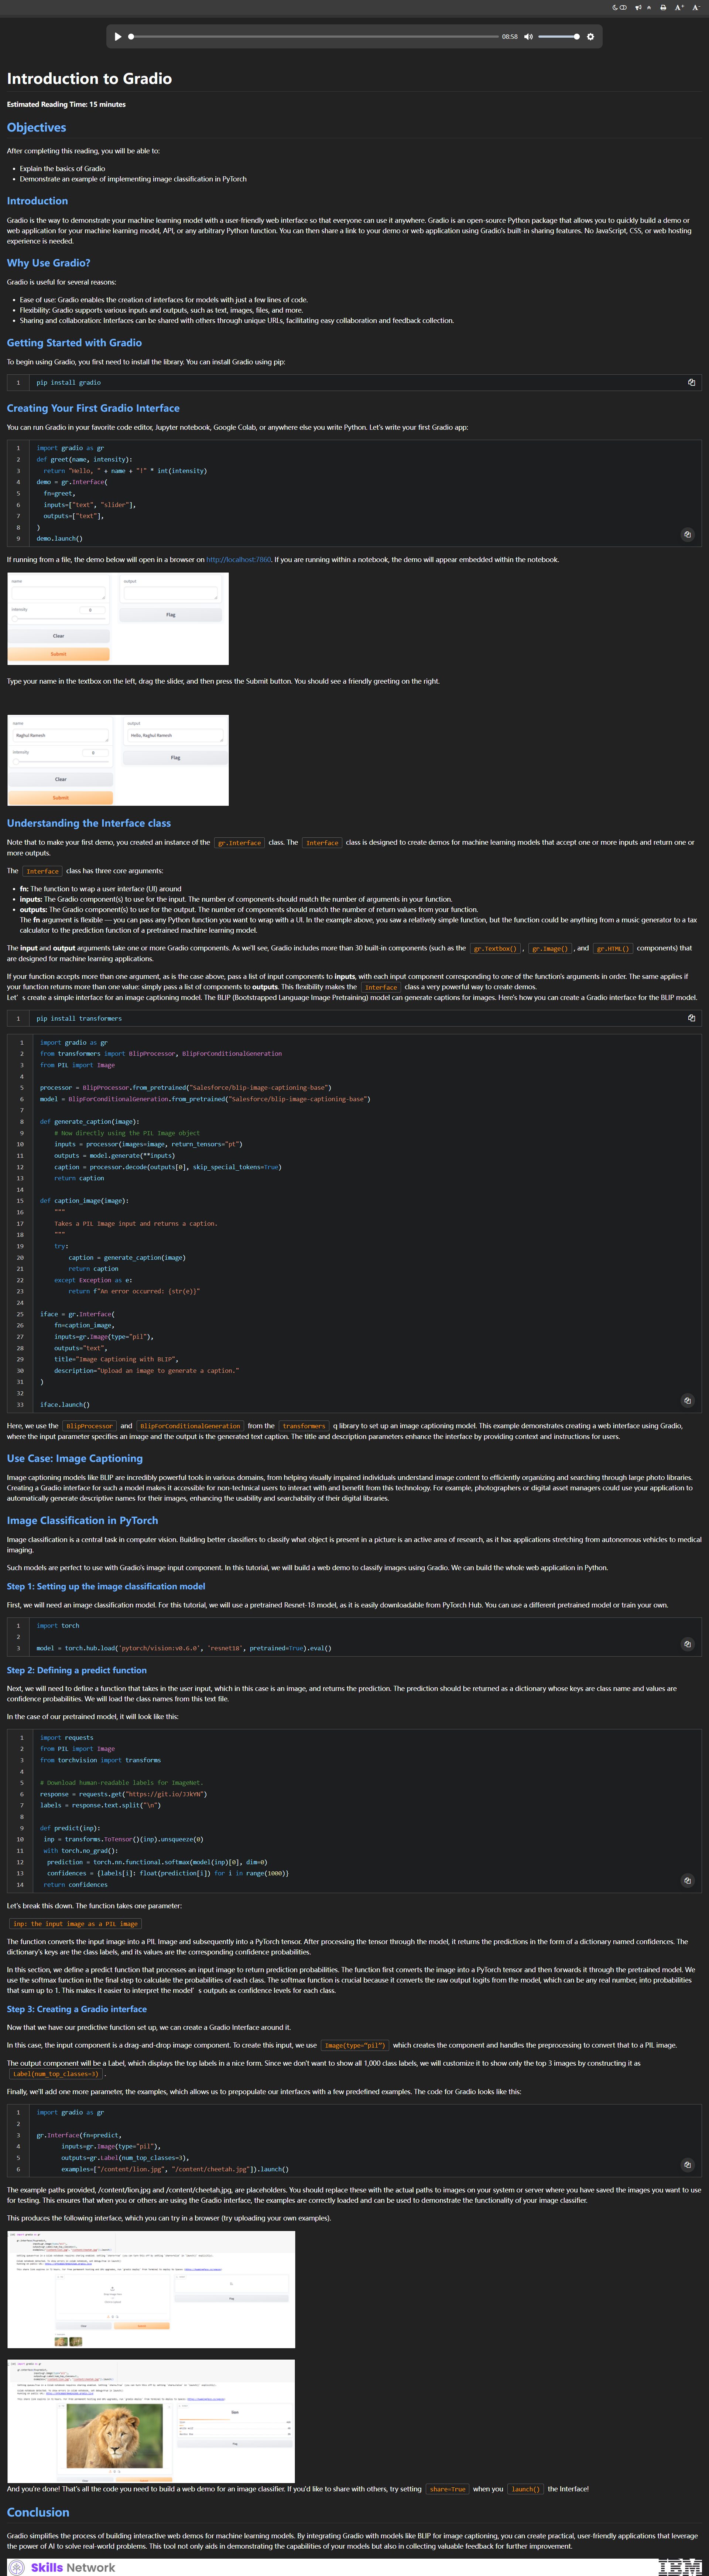 A+
A-
08:58
Introduction to Gradio
Estimated Reading Time: 15 minutes
Objectives
After completing this reading, you will be able to:
• Explain the basics of Gradio
• Demonstrate an example of implementing image classification in PyTorch
Introduction
Gradio is the way to demonstrate your machine learning model with a user-friendly web interface so that everyone can use it anywhere. Gradio is an open-source Python package that allows you to quickly build a demo or
web application for your machine learning model, API, or any arbitrary Python function. You can then share a link to your demo or web application using Gradio's built-in sharing features. No JavaScript, CSS, or web hosting
experience is needed.
Why Use Gradio?
Gradio is useful for several reasons:
• Ease of use: Gradio enables the creation of interfaces for models with just a few lines of code.
• Flexibility: Gradio supports various inputs and outputs, such as text, images, files, and more.
• Sharing and collaboration: Interfaces can be shared with others through unique URLs, facilitating easy collaboration and feedback collection.
Getting Started with Gradio
To begin using Gradio, you first need to install the library. You can install Gradio using pip:
1 pip install gradio
Creating Your First Gradio Interface
You can run Gradio in your favorite code editor, Jupyter notebook, Google Colab, or anywhere else you write Python. Let's write your first Gradio app:
1 import gradio as gr
2 def greet(name, intensity):
3   return "Hello, " + name + "!" * int(intensity)
4 demo = gr.Interface(
5   fn=greet,
6   inputs=["text", "slider"],
7   outputs=["text"],
8 )
9 demo.launch()
If running from a file, the demo below will open in a browser on http://localhost:7860. If you are running within a notebook, the demo will appear embedded within the notebook.
name
output
intensity
0
Flag
Clear
Submit
Type your name in the textbox on the left, drag the slider, and then press the Submit button. You should see a friendly greeting on the right.
name
output
Raghul Ramesh
Hello, Raghul Ramesh
intensity
0
Flag
Clear
Submit
Understanding the Interface class
Note that to make your first demo, you created an instance of the gr.Interface class. The Interface class is designed to create demos for machine learning models that accept one or more inputs and return one or
more outputs.
The Interface class has three core arguments:
• fn: The function to wrap a user interface (UI) around
• inputs: The Gradio component(s) to use for the input. The number of components should match the number of arguments in your function.
• outputs: The Gradio component(s) to use for the output. The number of components should match the number of return values from your function.
The fn argument is flexible — you can pass any Python function you want to wrap with a UI. In the example above, you saw a relatively simple function, but the function could be anything from a music generator to a tax
calculator to the prediction function of a pretrained machine learning model.
The input and output arguments take one or more Gradio components. As we'll see, Gradio includes more than 30 built-in components (such as the gr.Textbox(), gr.Image(), and gr.HTML() components) that
are designed for machine learning applications.
If your function accepts more than one argument, as is the case above, pass a list of input components to inputs, with each input component corresponding to one of the function's arguments in order. The same applies if
your function returns more than one value: simply pass a list of components to outputs. This flexibility makes the Interface class a very powerful way to create demos.
Let's create a simple interface for an image captioning model. The BLIP (Bootstrapped Language Image Pretraining) model can generate captions for images. Here's how you can create a Gradio interface for the BLIP model.
1 pip install transformers
1 import gradio as gr
2 from transformers import BlipProcessor, BlipForConditionalGeneration
3 from PIL import Image
4
5 processor = BlipProcessor.from_pretrained("Salesforce/blip-image-captioning-base")
6 model = BlipForConditionalGeneration.from_pretrained("Salesforce/blip-image-captioning-base")
7
8 def generate_caption(image):
9     # Now directly using the PIL Image object
10     inputs = processor(images=image, return_tensors="pt")
11     outputs = model.generate(**inputs)
12     caption = processor.decode(outputs[0], skip_special_tokens=True)
13     return caption
14
15 def caption_image(image):
16     """
17     Takes a PIL Image input and returns a caption.
18     """
19     try:
20         caption = generate_caption(image)
21         return caption
22     except Exception as e:
23         return f"An error occurred: {str(e)}"
24
25 iface = gr.Interface(
26     fn=caption_image,
27     inputs=gr.Image(type="pil"),
28     outputs="text",
29     title="Image Captioning with BLIP",
30     description="Upload an image to generate a caption."
31 )
32
33 iface.launch()
Here, we use the BlipProcessor and BlipForConditionalGeneration from the transformers q library to set up an image captioning model. This example demonstrates creating a web interface using Gradio,
where the input parameter specifies an image and the output is the generated text caption. The title and description parameters enhance the interface by providing context and instructions for users.
Use Case: Image Captioning
Image captioning models like BLIP are incredibly powerful tools in various domains, from helping visually impaired individuals understand image content to efficiently organizing and searching through large photo libraries.
Creating a Gradio interface for such a model makes it accessible for non-technical users to interact with and benefit from this technology. For example, photographers or digital asset managers could use your application to
automatically generate descriptive names for their images, enhancing the usability and searchability of their digital libraries.
Image Classification in PyTorch
Image classification is a central task in computer vision. Building better classifiers to classify what object is present in a picture is an active area of research, as it has applications stretching from autonomous vehicles to medical
imaging.
Such models are perfect to use with Gradio's image input component. In this tutorial, we will build a web demo to classify images using Gradio. We can build the whole web application in Python.
Step 1: Setting up the image classification model
First, we will need an image classification model. For this tutorial, we will use a pretrained Resnet-18 model, as it is easily downloadable from PyTorch Hub. You can use a different pretrained model or train your own.
1 import torch
2
3 model = torch.hub.load('pytorch/vision:v0.6.0', 'resnet18', pretrained=True).eval()
Step 2: Defining a predict function
Next, we will need to define a function that takes in the user input, which in this case is an image, and returns the prediction. The prediction should be returned as a dictionary whose keys are class name and values are
confidence probabilities. We will load the class names from this text file.
In the case of our pretrained model, it will look like this:
1 import requests
2 from PIL import Image
3 from torchvision import transforms
4
5 # Download human-readable labels for ImageNet.
6 response = requests.get("https://git.io/JJkYN")
7 labels = response.text.split("\n")
8
9 def predict(inp):
10  inp = transforms.ToTensor()(inp).unsqueeze(0)
11  with torch.no_grad():
12   prediction = torch.nn.functional.softmax(model(inp)[0], dim=0)
13   confidences = {labels[i]: float(prediction[i]) for i in range(1000)}
14  return confidences
Let's break this down. The function takes one parameter:
inp: the input image as a PIL image
The function converts the input image into a PIL Image and subsequently into a PyTorch tensor. After processing the tensor through the model, it returns the predictions in the form of a dictionary named confidences. The
dictionary's keys are the class labels, and its values are the corresponding confidence probabilities.
In this section, we define a predict function that processes an input image to return prediction probabilities. The function first converts the image into a PyTorch tensor and then forwards it through the pretrained model. We
use the softmax function in the final step to calculate the probabilities of each class. The softmax function is crucial because it converts the raw output logits from the model, which can be any real number, into probabilities
that sum up to 1. This makes it easier to interpret the model's outputs as confidence levels for each class.
Step 3: Creating a Gradio interface
Now that we have our predictive function set up, we can create a Gradio Interface around it.
In this case, the input component is a drag-and-drop image component. To create this input, we use Image(type="pil") which creates the component and handles the preprocessing to convert that to a PIL image.
The output component will be a Label, which displays the top labels in a nice form. Since we don't want to show all 1,000 class labels, we will customize it to show only the top 3 images by constructing it as
Label(num_top_classes=3).
Finally, we'll add one more parameter, the examples, which allows us to prepopulate our interfaces with a few predefined examples. The code for Gradio looks like this:
1 import gradio as gr
2
3 gr.Interface(fn=predict,
4       inputs=gr.Image(type="pil"),
5       outputs=gr.Label(num_top_classes=3),
6       examples=["/content/lion.jpg", "/content/cheetah.jpg"]).launch()
The example paths provided, /content/lion.jpg and /content/cheetah.jpg, are placeholders. You should replace these with the actual paths to images on your system or server where you have saved the images you want to use
for testing. This ensures that when you or others are using the Gradio interface, the examples are correctly loaded and can be used to demonstrate the functionality of your image classifier.
This produces the following interface, which you can try in a browser (try uploading your own examples).
And you're done! That's all the code you need to build a web demo for an image classifier. If you'd like to share with others, try setting share=True when you launch() the Interface!
Conclusion
Gradio simplifies the process of building interactive web demos for machine learning models. By integrating Gradio with models like BLIP for image captioning, you can create practical, user-friendly applications that leverage
the power of AI to solve real-world problems. This tool not only aids in demonstrating the capabilities of your models but also in collecting valuable feedback for further improvement.
Skills Network
IBM